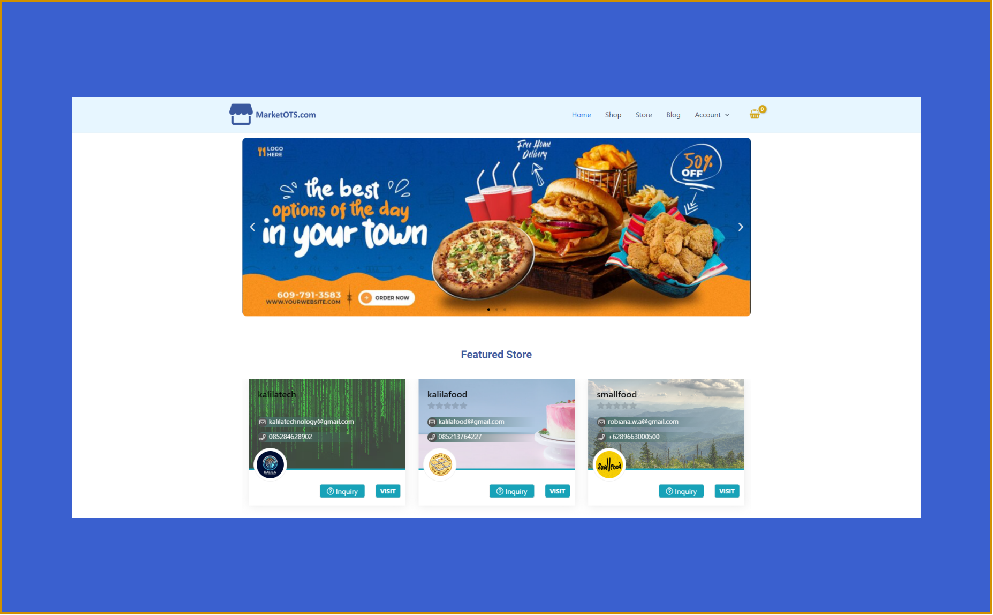 MarketOTS.com
Home Shop Store Blog Account
0
LOGO HERE
Free Home Delivery
50% OFF
the best
options of the day
in your town
609-791-3583
WWW.YOURWEBSITE.COM
ORDER NOW
Featured Store
kalilatech
kalilatechnology@gmail.com
085284628902
Inquiry VISIT
kalilafood
kalilafood@gmail.com
085213764227
Inquiry VISIT
smallfood
robiana.w.a@gmail.com
+6289663000500
Smallfood
Inquiry VISIT